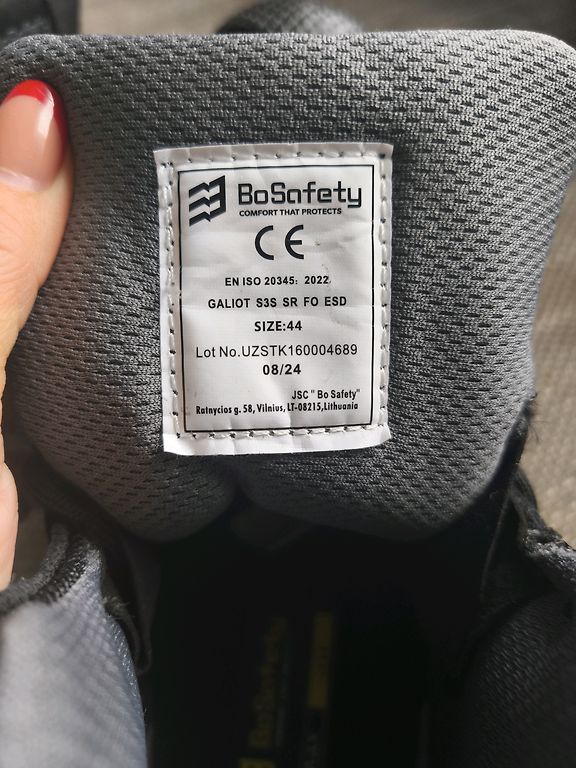 BoSafety
COMFORT THAT PROTECTS
CE
EN ISO 20345: 2022
GALIOT S3S SR FO ESD
SIZE:44
Lot No.UZSTK160004689
08/24
JSC "Bo Safety"
Ratnycios g. 58, Vilnius, LT-08215,Lithuania
BoSafety